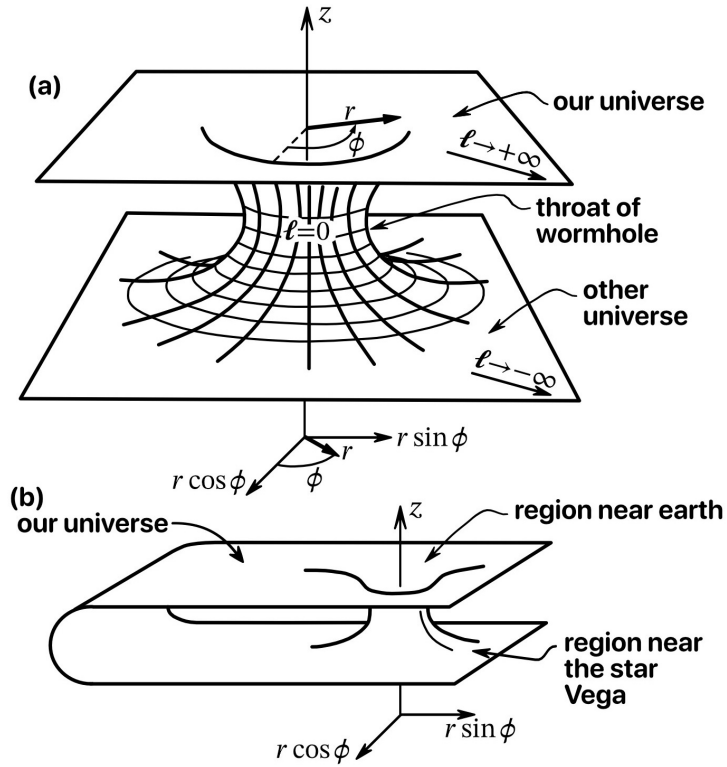 z
(a)
r
our universe
ϕ
ℓ→+∞
throat of
wormhole
ℓ=0
other
universe
ℓ→−∞
r sin ϕ
r
r cos ϕ
ϕ
(b)
z
region near earth
our universe
region near
the star
Vega
r sin ϕ
r cos ϕ